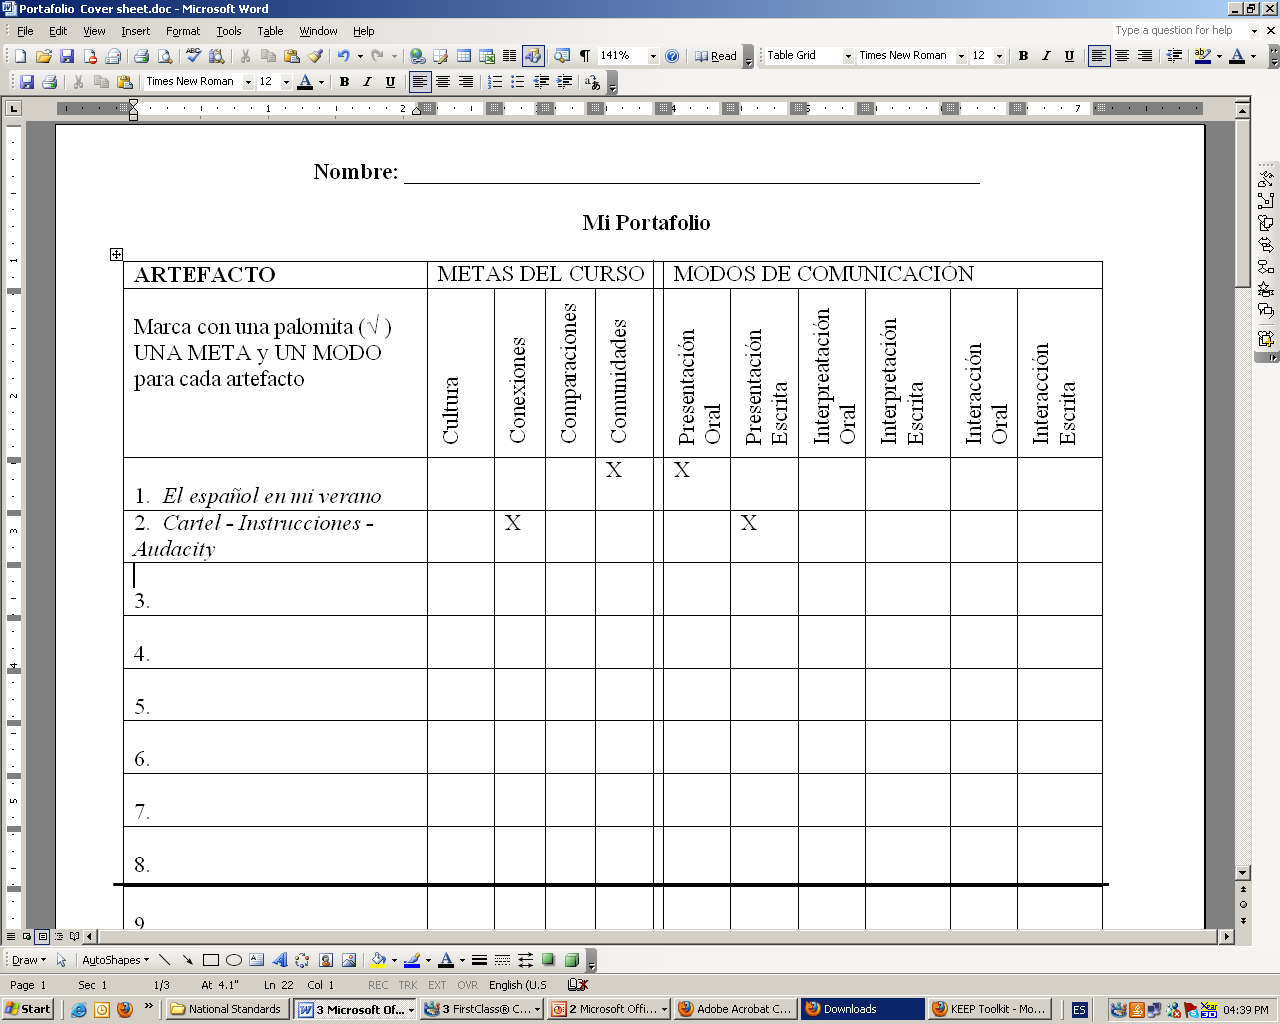 Portafolio Cover sheet.doc - Microsoft Word
File Edit View Insert Format Tools Table Window Help
Type a question for help
141% Read Table Grid Times New Roman 12 B I U
Times New Roman 12 A B I U
1 2 4 5 7
Nombre:
Mi Portafolio
ARTEFACTO METAS DEL CURSO MODOS DE COMUNICACIÓN
Marca con una palomita (√ )
UNA META y UN MODO
para cada artefacto
Cultura
Conexiones
Comparaciones
Comunidades
Presentación
Oral
Presentación
Escrita
Interpreatación
Oral
Interpretación
Escrita
Interacción
Oral
Interacción
Escrita
X X
1. El español en mi verano
2. Cartel - Instrucciones - X X
Audacity
3.
4.
5.
6.
7.
8.
9
Draw AutoShapes
Page 1 Sec 1 1/3 At 4.1" Ln 22 Col 1 REC TRK EXT OVR English (U.S
Start National Standards 3 Microsoft Of... 3 FirstClass@ C... 2 Microsoft Offi... Adobe Acrobat C... Downloads KEEP Toolkit - Mo... ES 04:39 PM